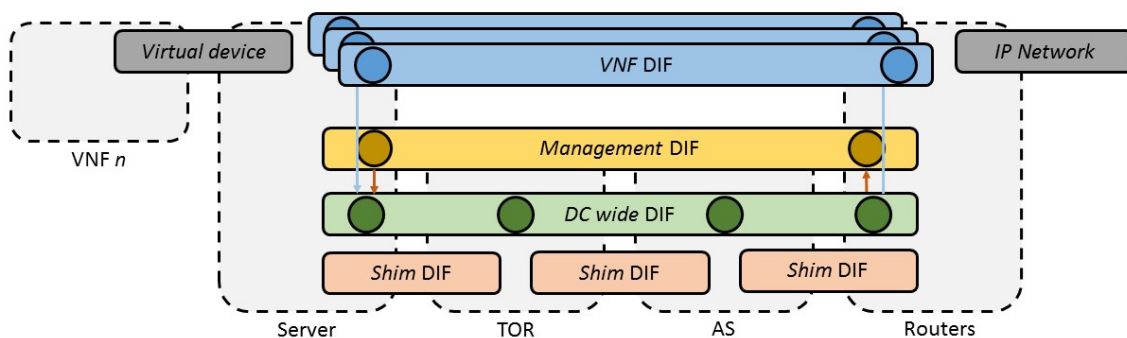 Virtual device
VNF DIF
IP Network
VNF n
Management DIF
DC wide DIF
Shim DIF
Shim DIF
Shim DIF
Server
TOR
AS
Routers